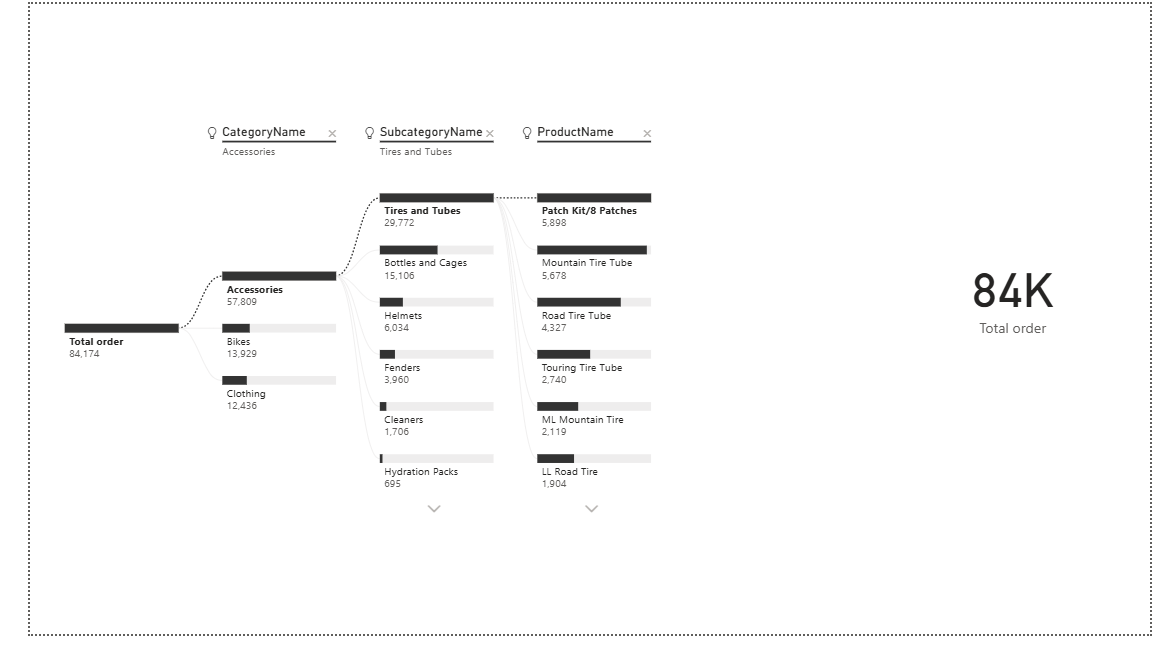 CategoryName
Accessories
SubcategoryName
Tires and Tubes
ProductName
Total order
84,174
Accessories
57,809
Bikes
13,929
Clothing
12,436
Tires and Tubes
29,772
Bottles and Cages
15,106
Helmets
6,034
Fenders
3,960
Cleaners
1,706
Hydration Packs
695
Patch Kit/8 Patches
5,898
Mountain Tire Tube
5,678
Road Tire Tube
4,327
Touring Tire Tube
2,740
ML Mountain Tire
2,119
LL Road Tire
1,904
84K
Total order